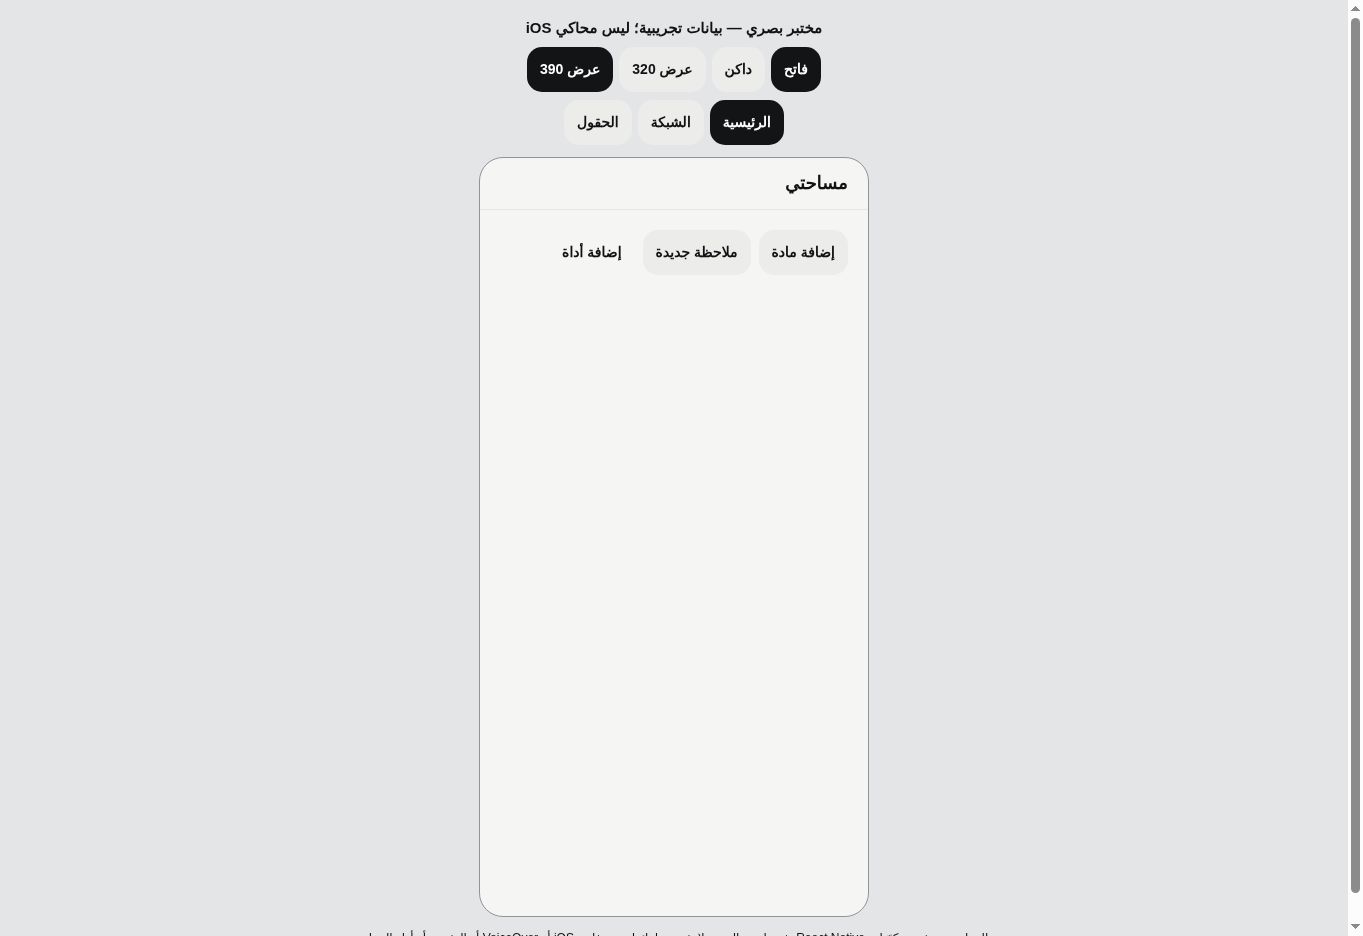 مختبر بصري — بيانات تجريبية؛ ليس محاكي iOS
فاتح داكن عرض 320 عرض 390
الرئيسية الشبكة الحقول
مساحتي
إضافة مادة ملاحظة جديدة إضافة أداة